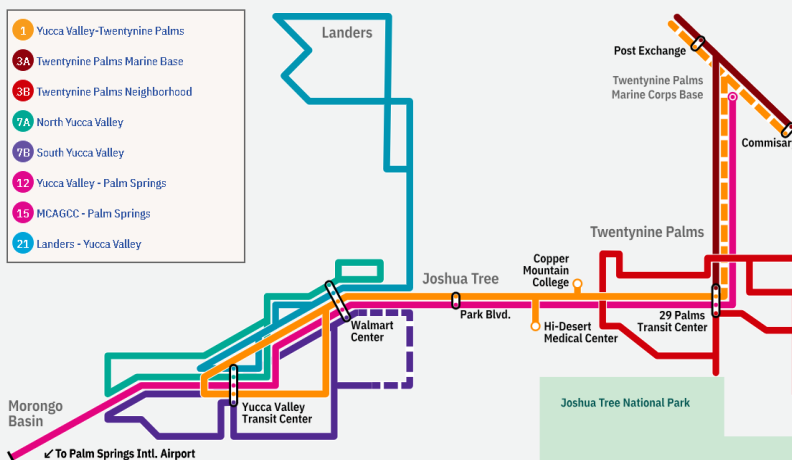 1 Yucca Valley-Twentynine Palms
3A Twentynine Palms Marine Base
3B Twentynine Palms Neighborhood
7A North Yucca Valley
7B South Yucca Valley
12 Yucca Valley - Palm Springs
15 MCAGCC - Palm Springs
21 Landers - Yucca Valley
Landers
Post Exchange
Twentynine Palms
Marine Corps Base
Commisar
Twentynine Palms
Copper
Mountain
College
Joshua Tree
Park Blvd.
Hi-Desert
Medical Center
29 Palms
Transit Center
Walmart
Center
Yucca Valley
Transit Center
Joshua Tree National Park
Morongo
Basin
↙ To Palm Springs Intl. Airport